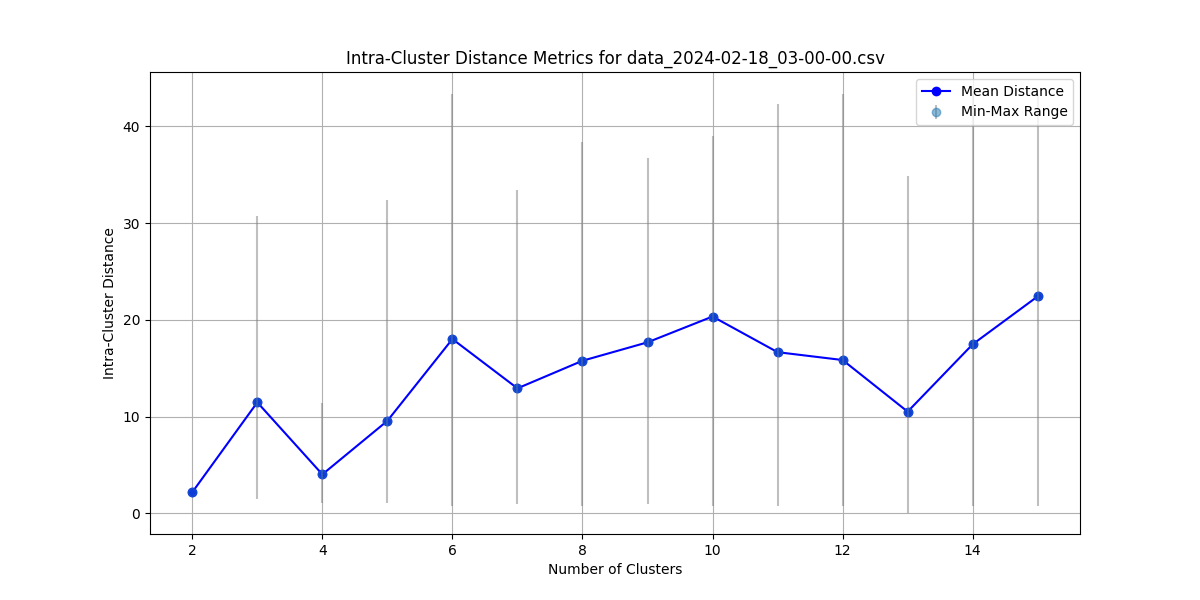 Intra-Cluster Distance Metrics for data_2024-02-18_03-00-00.csv
Mean Distance
Min-Max Range
Intra-Cluster Distance
40
30
20
10
0
2 4 6 8 10 12 14
Number of Clusters